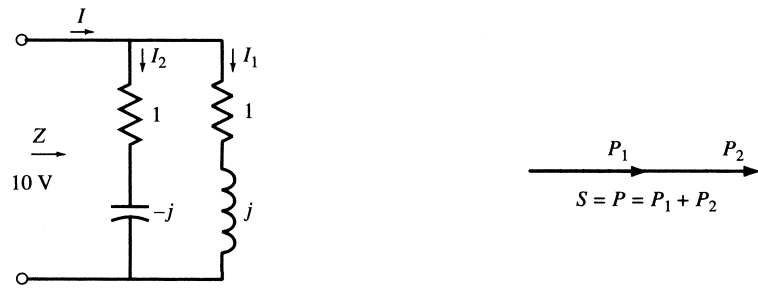 I
I₂
I₁
1
1
Z
10 V
−j
j
P₁
P₂
S = P = P₁ + P₂